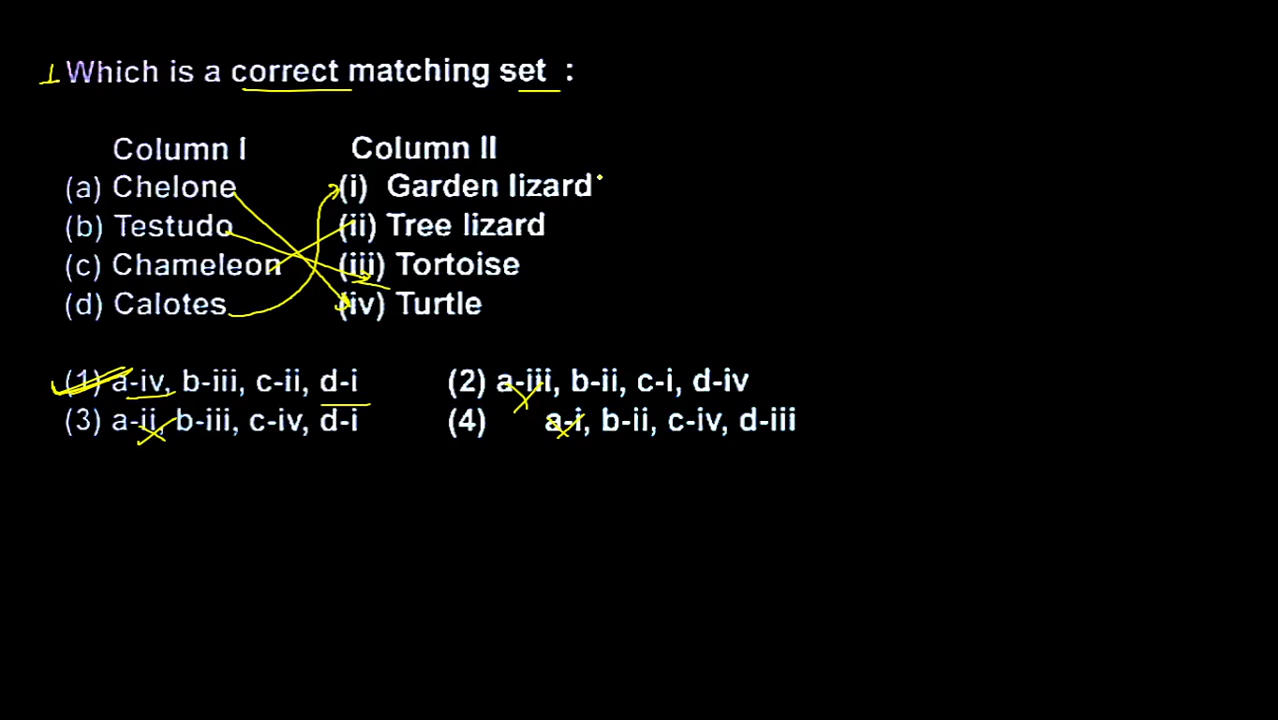 Which is a correct matching set :
Column I Column II
(a) Chelone (i) Garden lizard
(b) Testudo (ii) Tree lizard
(c) Chameleon (iii) Tortoise
(d) Calotes (iv) Turtle
(1) a-iv, b-iii, c-ii, d-i (2) a-iii, b-ii, c-i, d-iv
(3) a-ii, b-iii, c-iv, d-i (4) a-i, b-ii, c-iv, d-iii